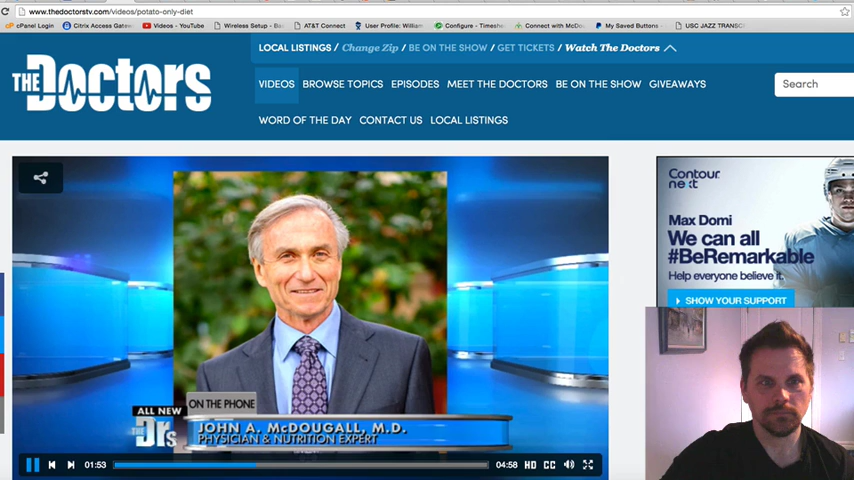 www.thedoctorstv.com/videos/potato-only-diet
cPanel Login
Citrix Access Gatew
Videos - YouTube
Wireless Setup - Ba
AT&T Connect
User Profile: William
Configure - Timeshe
Connect with McDou
My Saved Buttons
USC JAZZ TRANSC
LOCAL LISTINGS / Change Zip / BE ON THE SHOW / GET TICKETS / Watch The Doctors
THE DOCTORS
VIDEOS BROWSE TOPICS EPISODES MEET THE DOCTORS BE ON THE SHOW GIVEAWAYS
Search
WORD OF THE DAY CONTACT US LOCAL LISTINGS
Contour
next
Max Domi
We can all
#BeRemarkable
Help everyone believe it.
SHOW YOUR SUPPORT
ON THE PHONE
ALL NEW
THE Drs
JOHN A. McDOUGALL, M.D.
PHYSICIAN & NUTRITION EXPERT
01:53 04:58 HD CC